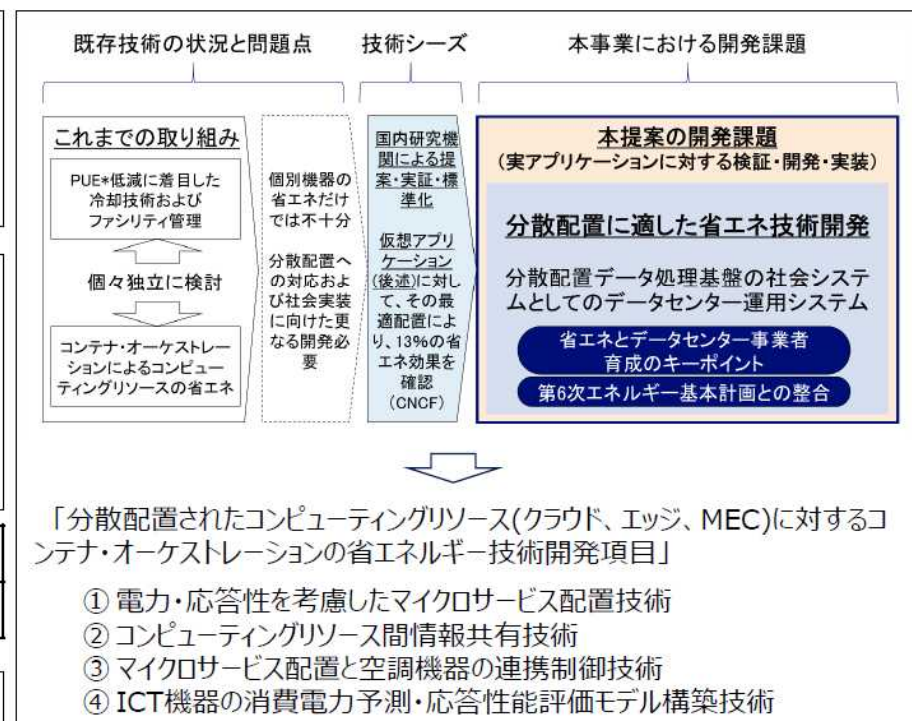 既存技術の状況と問題点
技術シーズ
本事業における開発課題
これまでの取り組み
PUE*低減に着目した
冷却技術および
ファシリティ管理
個々独立に検討
コンテナ・オーケストレー
ションによるコンピュー
ティングリソースの省エネ
個別機器の
省エネだけ
では不十分
分散配置へ
の対応およ
び社会実装
に向けた更
なる開発必
要
国内研究機
関による提
案・実証・標
準化
仮想アプリ
ケーション
(後述)に対し
て、その最
適配置によ
り、13%の省
エネ効果を
確認
(CNCF)
本提案の開発課題
(実アプリケーションに対する検証・開発・実装)
分散配置に適した省エネ技術開発
分散配置データ処理基盤の社会システ
ムとしてのデータセンター運用システム
省エネとデータセンター事業者
育成のキーポイント
第6次エネルギー基本計画との整合
「分散配置されたコンピューティングリソース(クラウド、エッジ、MEC)に対するコ
ンテナ・オーケストレーションの省エネルギー技術開発項目」
① 電力・応答性を考慮したマイクロサービス配置技術
② コンピューティングリソース間情報共有技術
③ マイクロサービス配置と空調機器の連携制御技術
④ ICT機器の消費電力予測・応答性能評価モデル構築技術